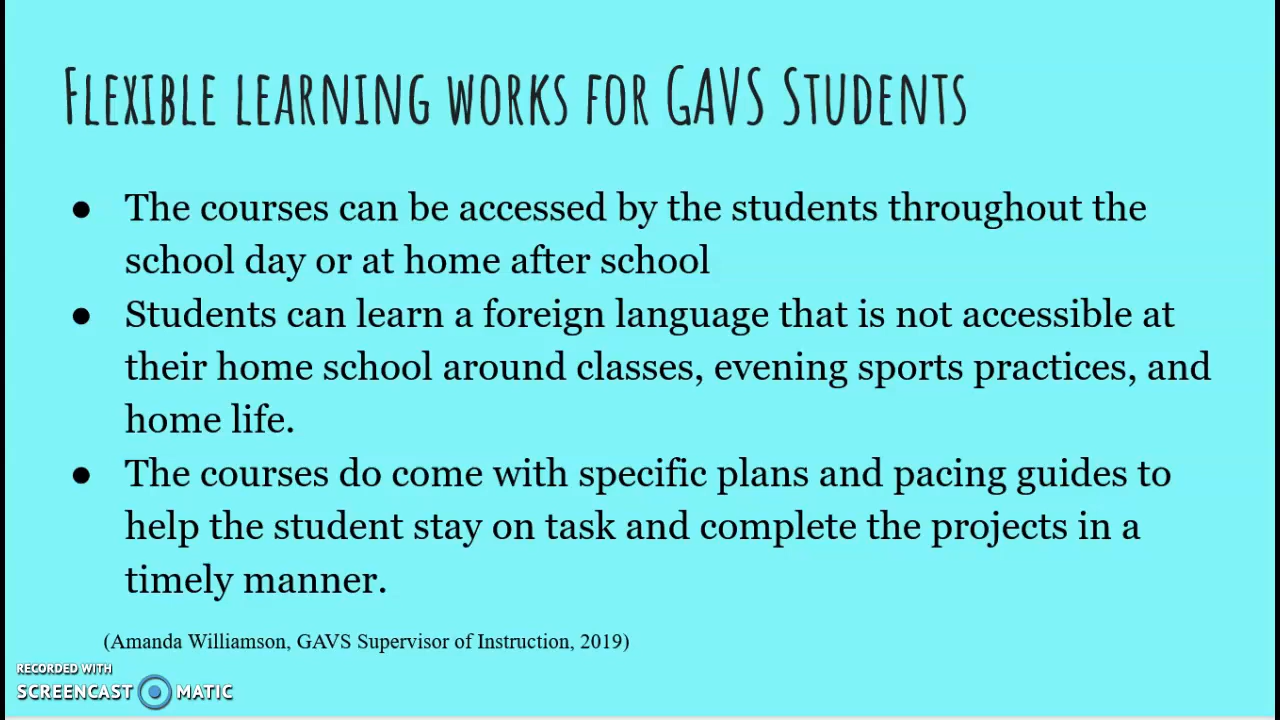 Flexible learning works for GAVS Students
● The courses can be accessed by the students throughout the
school day or at home after school
● Students can learn a foreign language that is not accessible at
their home school around classes, evening sports practices, and
home life.
● The courses do come with specific plans and pacing guides to
help the student stay on task and complete the projects in a
timely manner.
(Amanda Williamson, GAVS Supervisor of Instruction, 2019)
RECORDED WITH
SCREENCAST MATIC